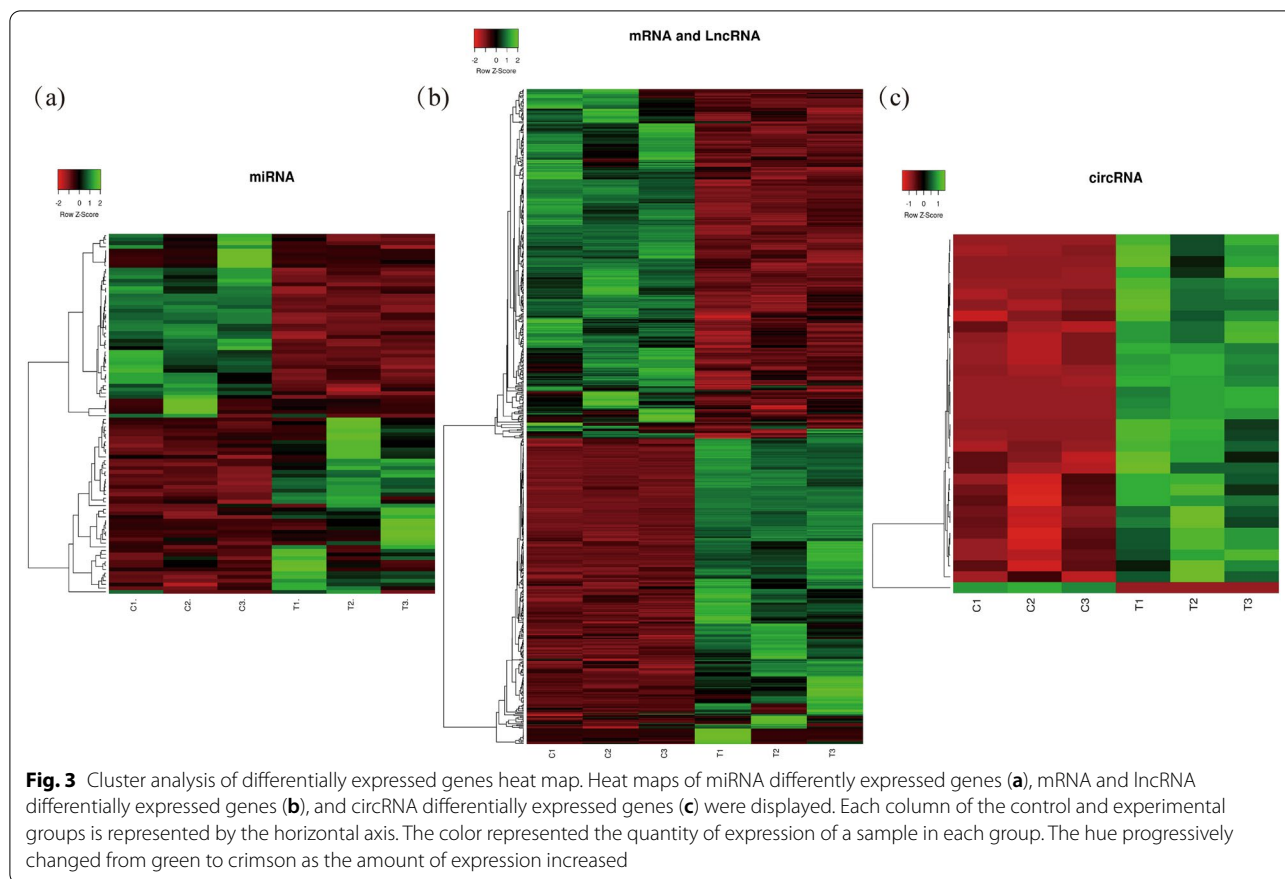 mRNA and LncRNA
-2 0 1 2
Row Z-Score
(a)
(b)
(c)
miRNA
-2 0 1 2
Row Z-Score
circRNA
-1 0 1
Row Z-Score
C1. C2. C3. T1. T2. T3.
C1 C2 C3 T1 T2 T3
C1 C2 C3 T1 T2 T3
Fig. 3 Cluster analysis of differentially expressed genes heat map. Heat maps of miRNA differently expressed genes (a), mRNA and lncRNA
differentially expressed genes (b), and circRNA differentially expressed genes (c) were displayed. Each column of the control and experimental
groups is represented by the horizontal axis. The color represented the quantity of expression of a sample in each group. The hue progressively
changed from green to crimson as the amount of expression increased